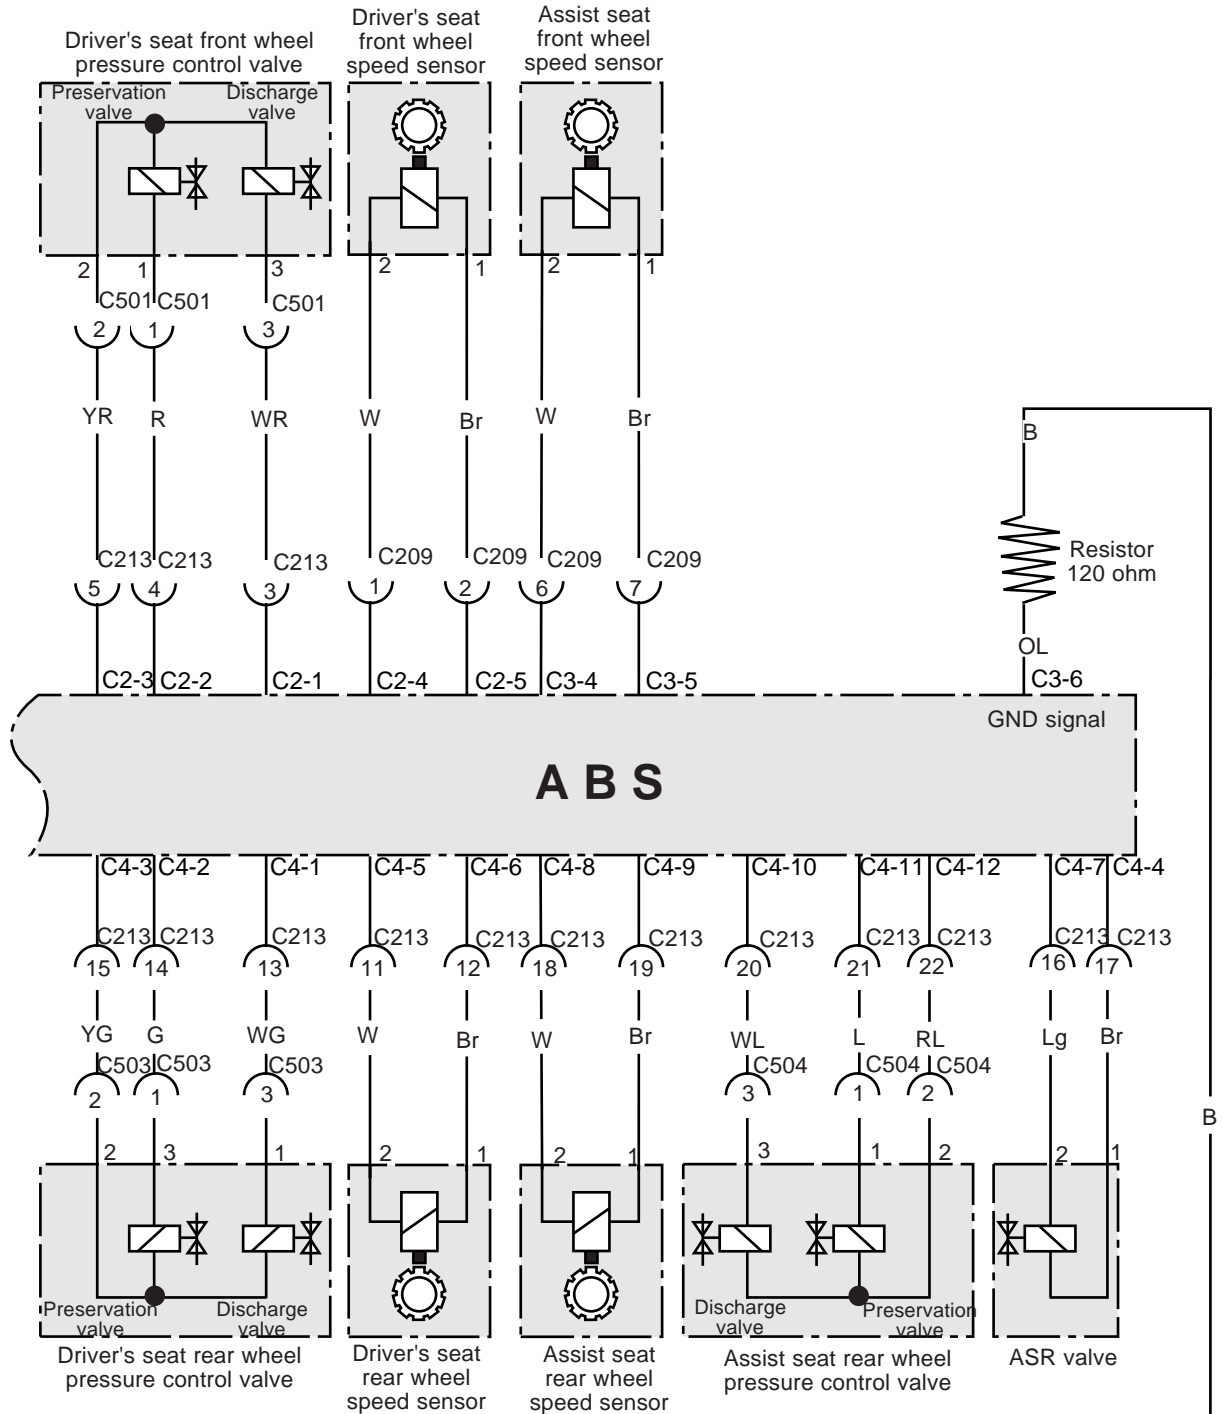 Driver's seat front wheel
pressure control valve
Driver's seat
front wheel
speed sensor
Assist seat
front wheel
speed sensor
Preservation
valve
Discharge
valve
2 1 3 2 1 2 1
C501 C501 C501
2 1 3
YR R WR W Br W Br
B
C213 C213 C213 C209 C209 C209 C209
5 4 3 1 2 6 7
Resistor
120 ohm
OL
C2-3 C2-2 C2-1 C2-4 C2-5 C3-4 C3-5 C3-6
GND signal
A B S
C4-3 C4-2 C4-1 C4-5 C4-6 C4-8 C4-9 C4-10 C4-11 C4-12 C4-7 C4-4
C213 C213 C213 C213 C213 C213 C213 C213 C213 C213 C213 C213
15 14 13 11 12 18 19 20 21 22 16 17
YG G WG W Br W Br WL L RL Lg Br
C503 C503 C503 C504 C504 C504
2 1 3 3 1 2
B
2 3 1 2 1 2 1 3 1 2 2 1
Preservation
valve
Discharge
valve
Discharge
valve
Preservation
valve
Driver's seat rear wheel
pressure control valve
Driver's seat
rear wheel
speed sensor
Assist seat
rear wheel
speed sensor
Assist seat rear wheel
pressure control valve
ASR valve